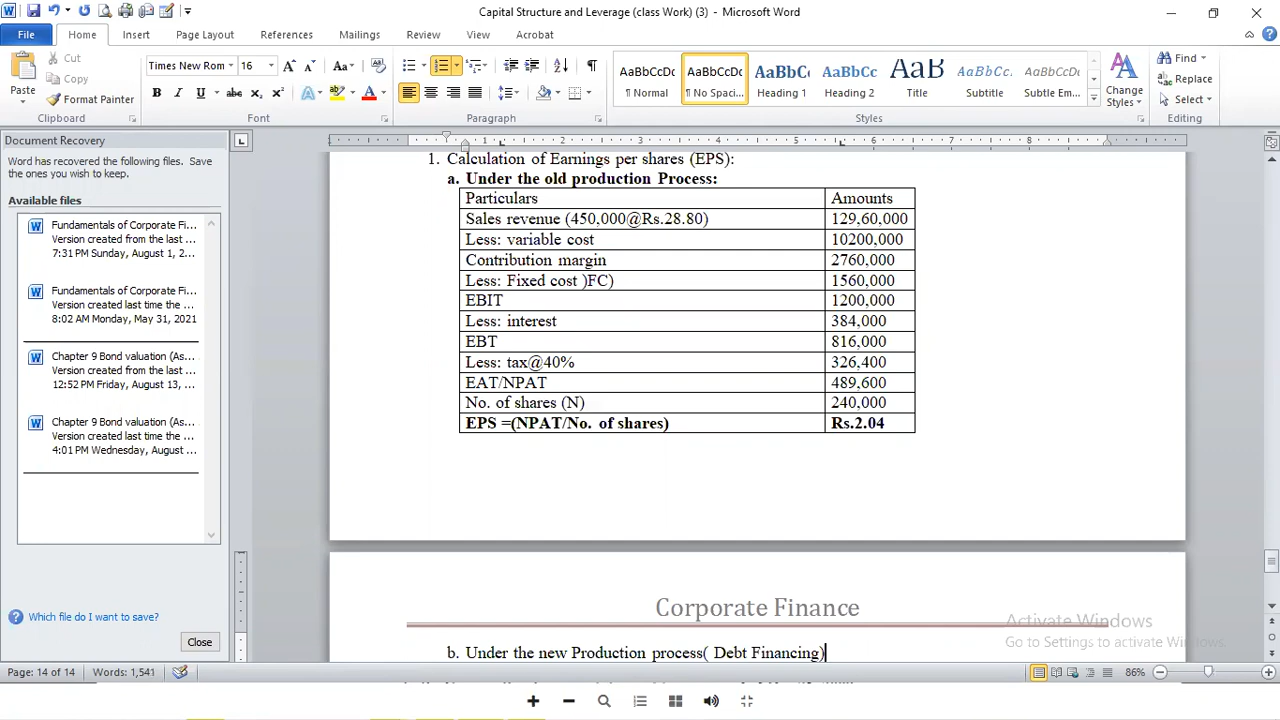 Capital Structure and Leverage (class Work) (3) - Microsoft Word
File Home Insert Page Layout References Mailings Review View Acrobat
Paste
Cut
Copy
Format Painter
Clipboard
Times New Rom 16
Font
Paragraph
AaBbCcDc AaBbCcDc AaBbCc AaBbCc AaB AaBbCcL AaBbCcDc
¶ Normal ¶ No Spaci... Heading 1 Heading 2 Title Subtitle Subtle Em...
Change Styles
Styles
Find
Replace
Select
Editing
Document Recovery
Word has recovered the following files. Save
the ones you wish to keep.
Available files
Fundamentals of Corporate Fi...
Version created from the last ...
7:31 PM Sunday, August 1, 2...
Fundamentals of Corporate Fi...
Version created last time the ...
8:02 AM Monday, May 31, 2021
Chapter 9 Bond valuation (As...
Version created from the last ...
12:52 PM Friday, August 13, ...
Chapter 9 Bond valuation (As...
Version created last time the ...
4:01 PM Wednesday, August ...
Which file do I want to save?
Close
1. Calculation of Earnings per shares (EPS):
a. Under the old production Process:
Particulars Amounts
Sales revenue (450,000@Rs.28.80) 129,60,000
Less: variable cost 10200,000
Contribution margin 2760,000
Less: Fixed cost )FC) 1560,000
EBIT 1200,000
Less: interest 384,000
EBT 816,000
Less: tax@40% 326,400
EAT/NPAT 489,600
No. of shares (N) 240,000
EPS =(NPAT/No. of shares) Rs.2.04
Corporate Finance
b. Under the new Production process( Debt Financing)
Activate Windows
Go to Settings to activate Windows.
Page: 14 of 14 Words: 1,541 86%